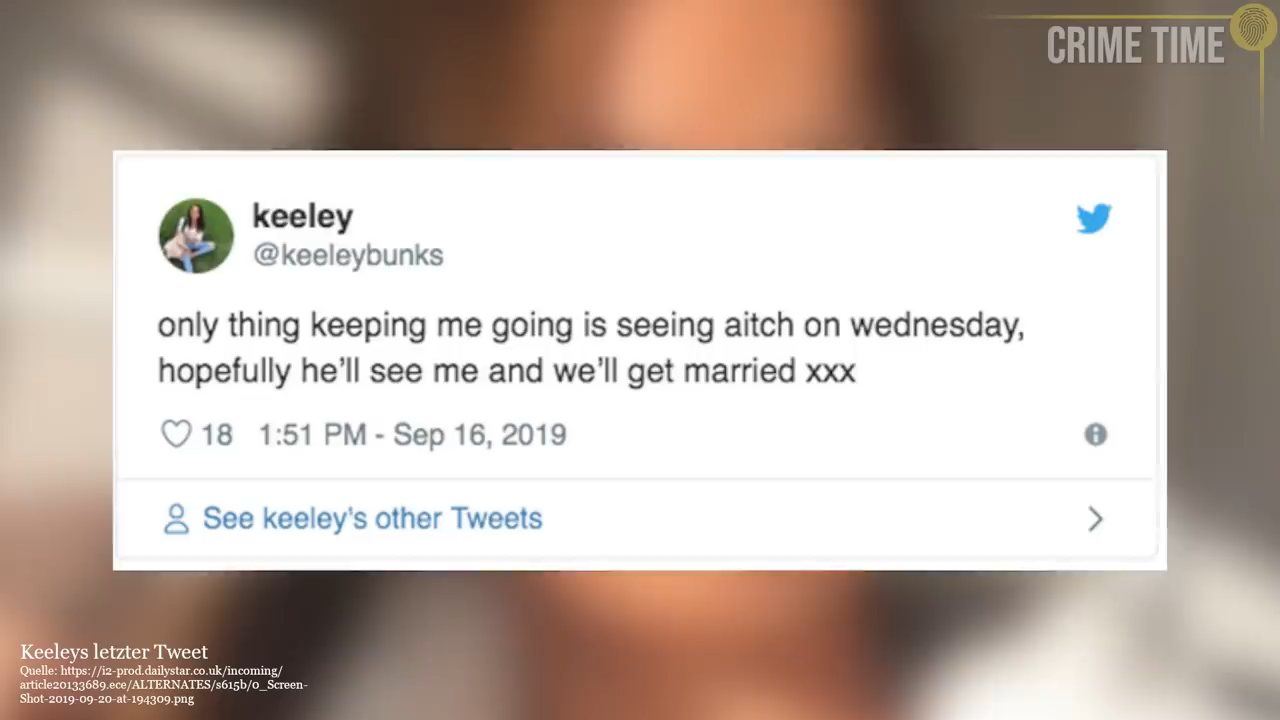 CRIME TIME
keeley
@keeleybunks
only thing keeping me going is seeing aitch on wednesday,
hopefully he'll see me and we'll get married xxx
18 1:51 PM - Sep 16, 2019
See keeley's other Tweets
Keeleys letzter Tweet
Quelle: https://i2-prod.dailystar.co.uk/incoming/
article20133689.ece/ALTERNATES/s615b/0_Screen-
Shot-2019-09-20-at-194309.png